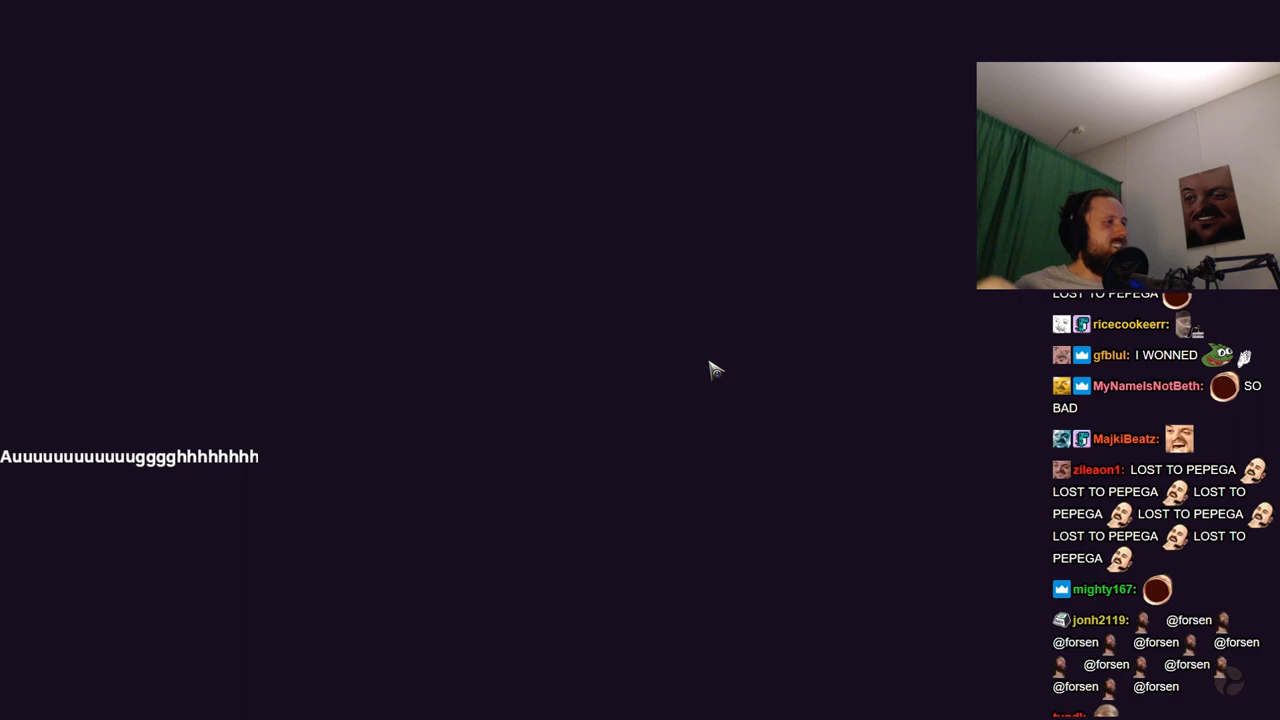 LOST TO PEPEGA
ricecookeerr:
gfblul: I WONNED
MyNameIsNotBeth: SO
BAD
MajkiBeatz:
Auuuuuuuuuuuugggghhhhhhhh
zileaon1: LOST TO PEPEGA
LOST TO PEPEGA LOST TO
PEPEGA LOST TO PEPEGA
LOST TO PEPEGA LOST TO
PEPEGA
mighty167:
jonh2119: @forsen
@forsen @forsen @forsen
@forsen @forsen
@forsen @forsen